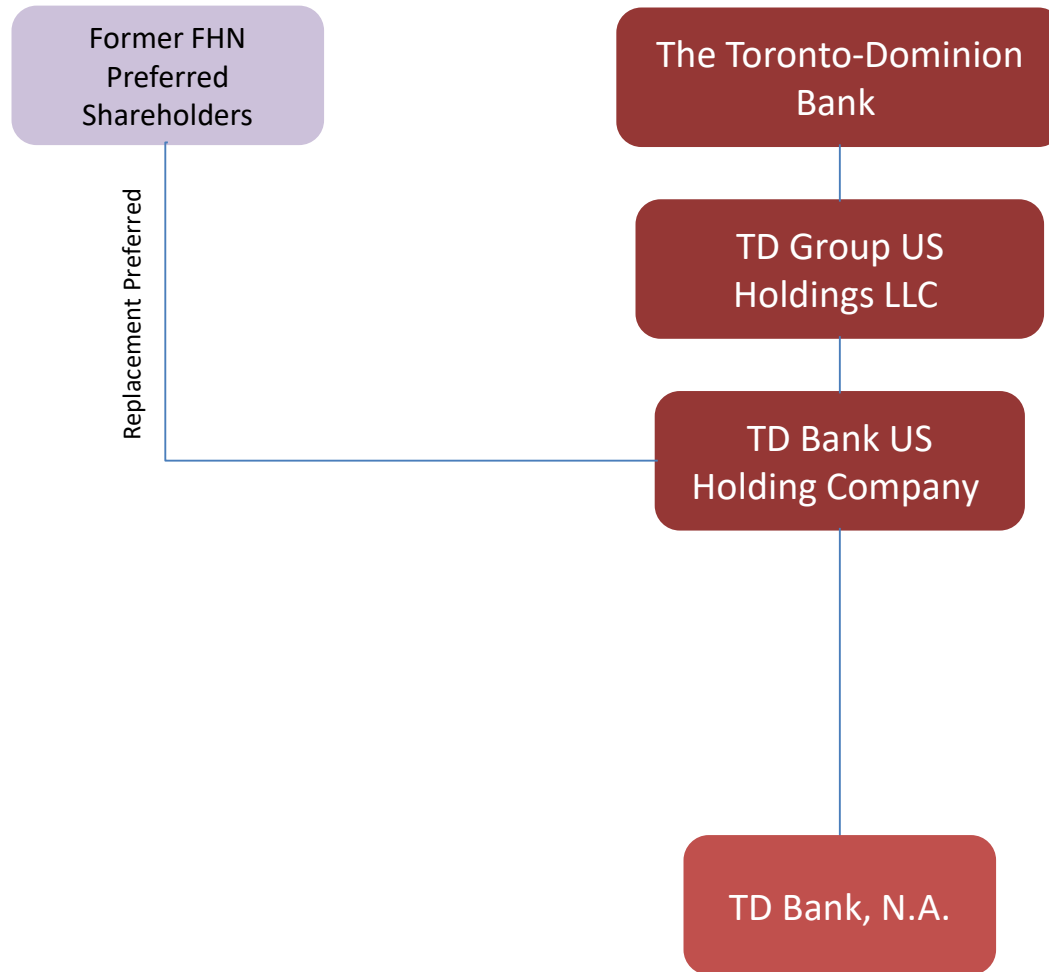 Former FHN
Preferred
Shareholders
The Toronto-Dominion
Bank
Replacement Preferred
TD Group US
Holdings LLC
TD Bank US
Holding Company
TD Bank, N.A.